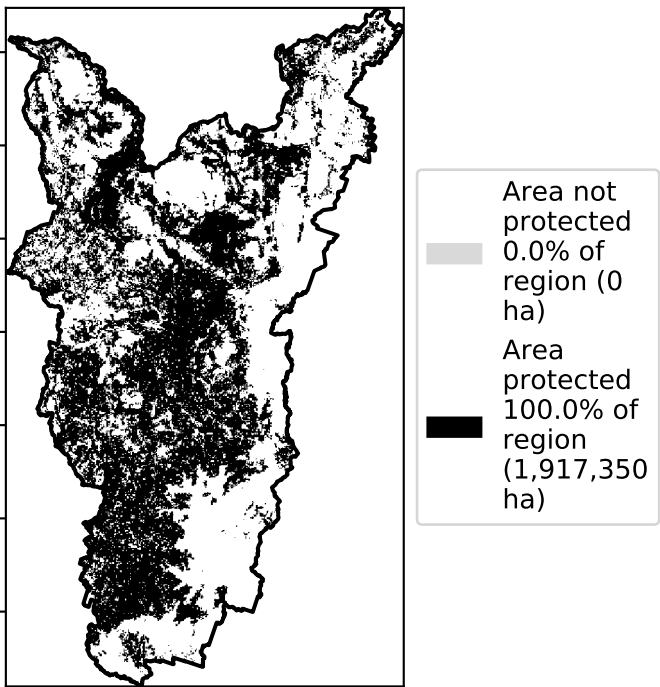 Area not
protected
0.0% of
region (0
ha)
Area
protected
100.0% of
region
(1,917,350
ha)